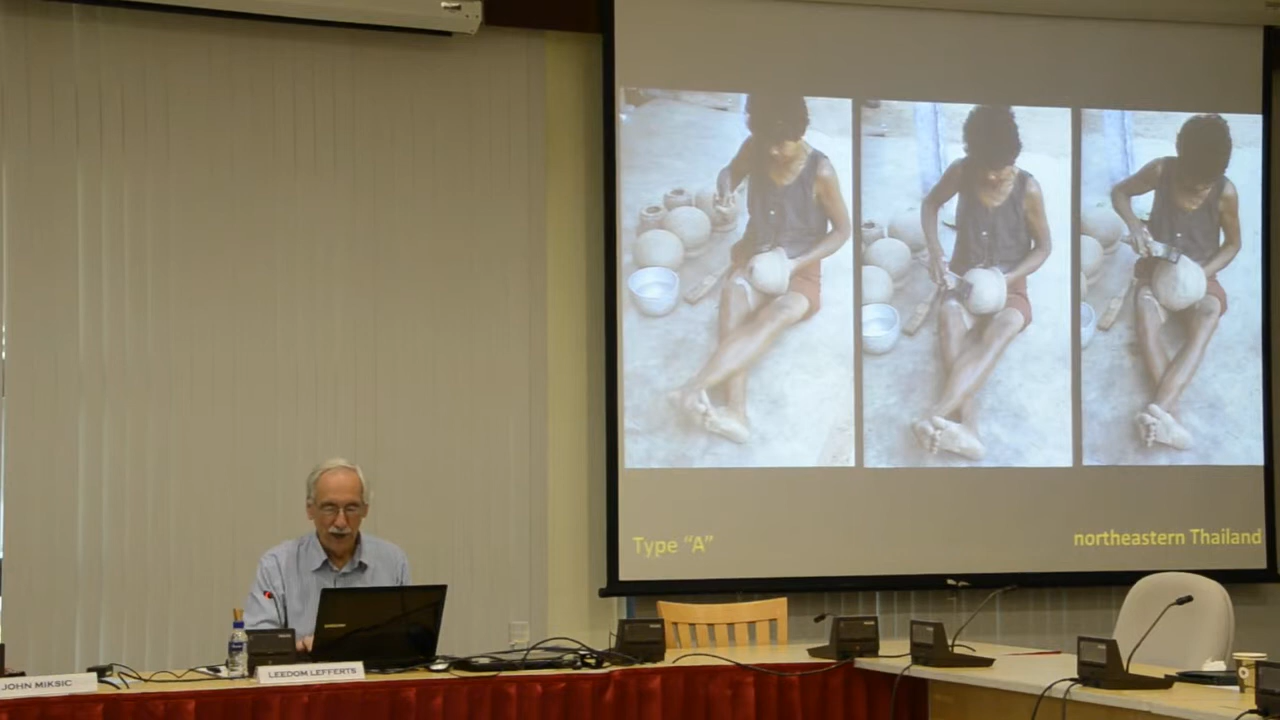 Type "A"
northeastern Thailand
JOHN MIKSIC
LEEDOM LEFFERTS